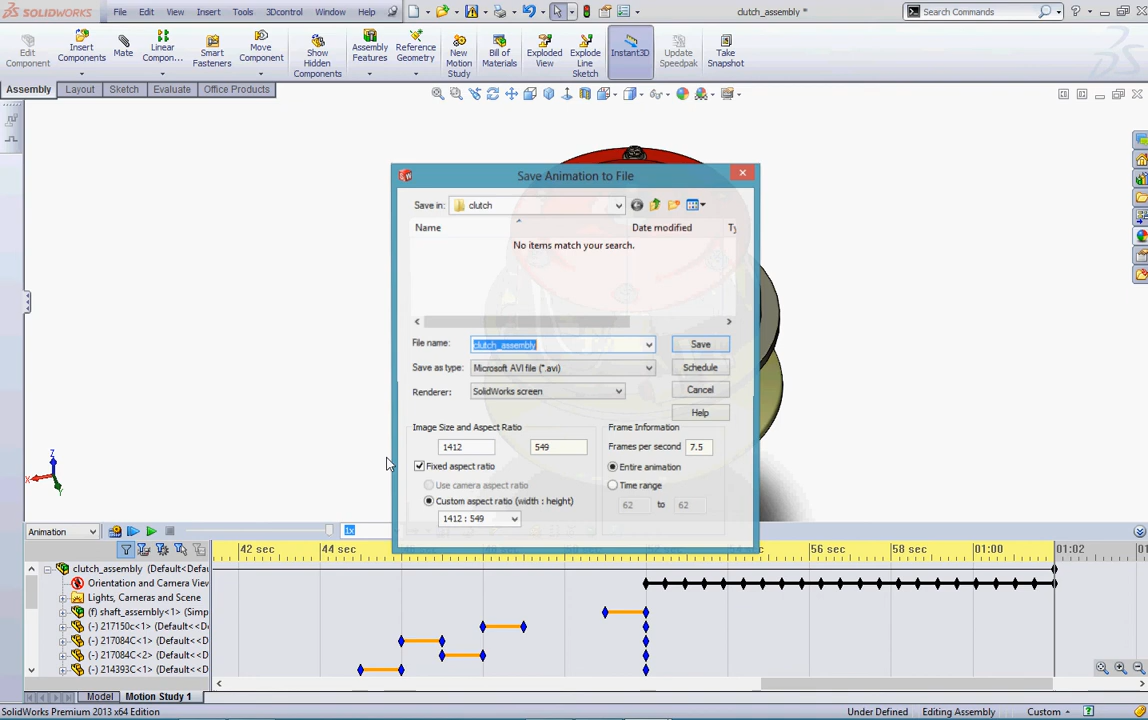 SOLIDWORKS File Edit View Insert Tools 3Dcontrol Window Help clutch_assembly * Search Commands
Edit Component
Insert Components
Mate
Linear Compon...
Smart Fasteners
Move Component
Show Hidden Components
Assembly Features
Reference Geometry
New Motion Study
Bill of Materials
Exploded View
Explode Line Sketch
Instant3D
Update Speedpak
Take Snapshot
Assembly Layout Sketch Evaluate Office Products
Save Animation to File
Save in: clutch
Name Date modified Ty
No items match your search.
File name: clutch_assembly Save
Save as type: Microsoft AVI file (*.avi) Schedule
Renderer: SolidWorks screen Cancel
Help
Image Size and Aspect Ratio Frame Information
1412 549 Frames per second 7.5
Fixed aspect ratio Entire animation
Use camera aspect ratio Time range
Custom aspect ratio (width : height) 62 to 62
1412 : 549
Z
X
Y
Animation 1x
42 sec 44 sec 56 sec 58 sec 01:00 01:02
clutch_assembly (Default<Defau
Orientation and Camera View
Lights, Cameras and Scene
(f) shaft_assembly<1> (Simp
(-) 217150c<1> (Default<<D
(-) 217084C<1> (Default<<D
(-) 217084C<2> (Default<<D
(-) 214393C<1> (Default<<D
Model Motion Study 1
SolidWorks Premium 2013 x64 Edition Under Defined Editing Assembly Custom